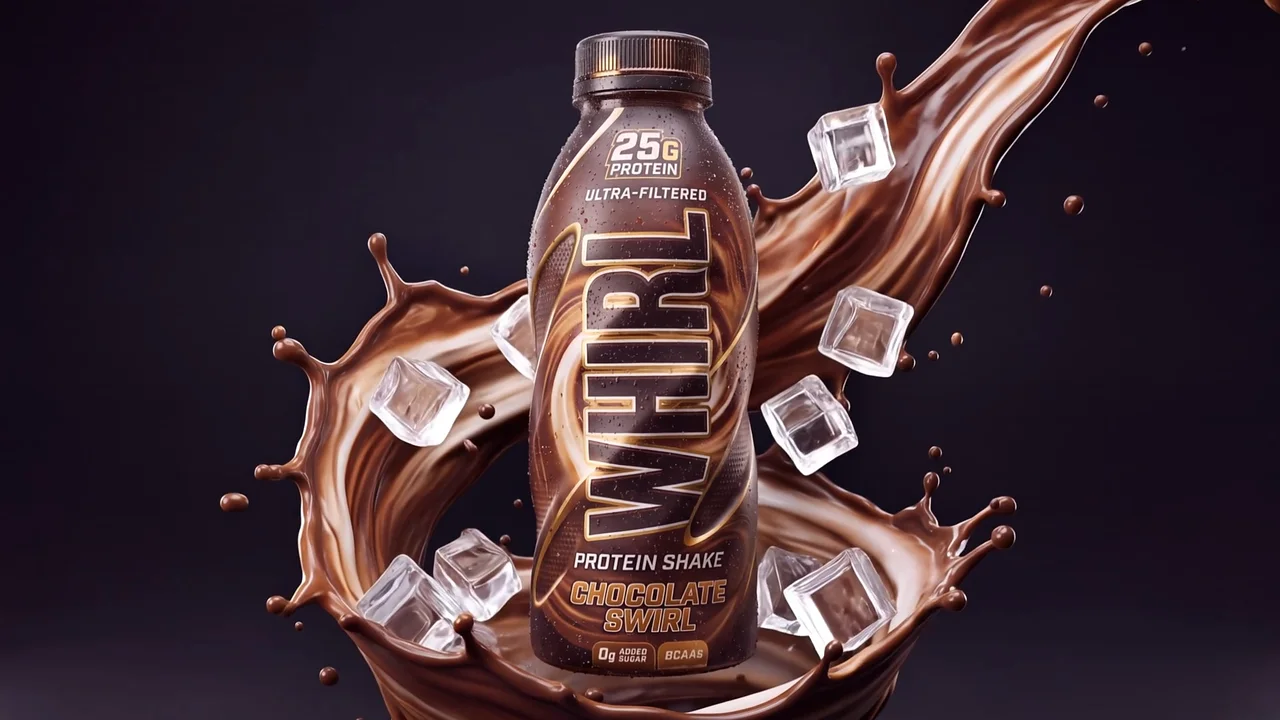 25G
PROTEIN
ULTRA-FILTERED
WHIRL
PROTEIN SHAKE
CHOCOLATE
SWIRL
0g ADDED SUGAR
BCAAS